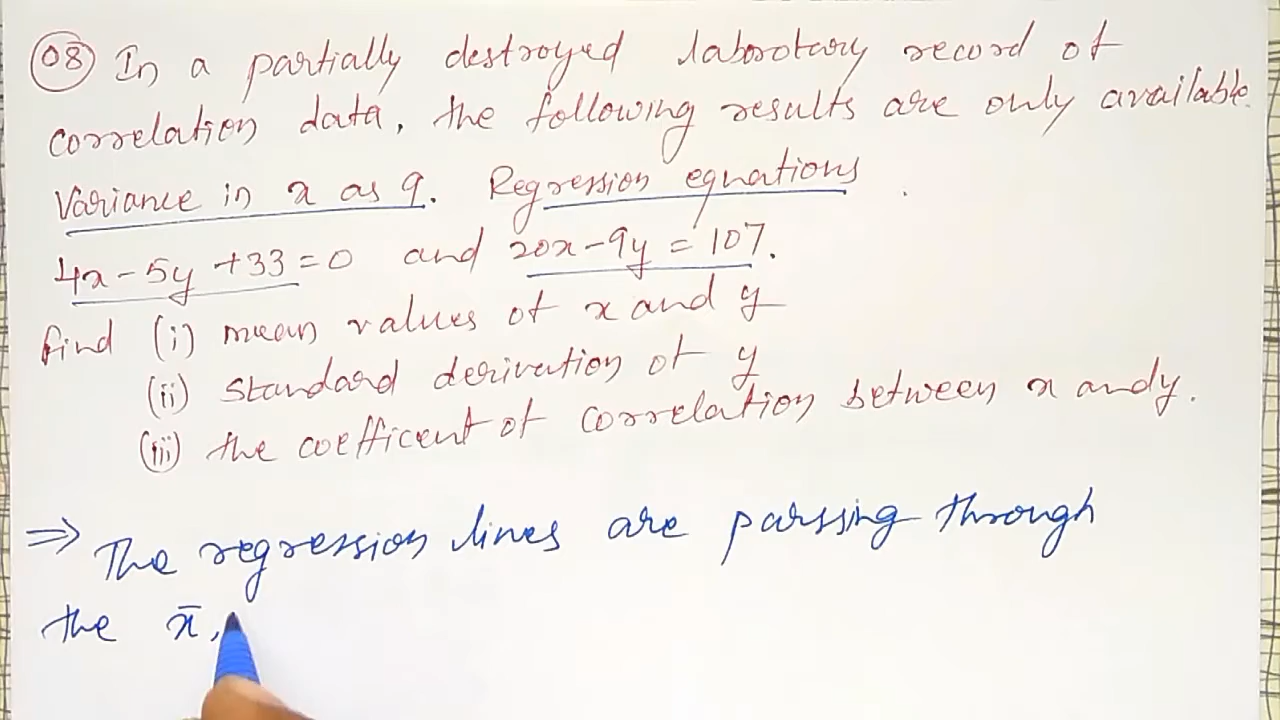 08 In a partially destroyed laborotary record of
correlation data, the following results are only available.
Variance in x as 9. Regression equations
4x-5y+33=0 and 20x-9y=107.
find (i) mean values of x and y
(ii) standard derivation of y
(iii) the coefficent of correlation between x and y.
⇒ The regression lines are parssing through
the x̄,